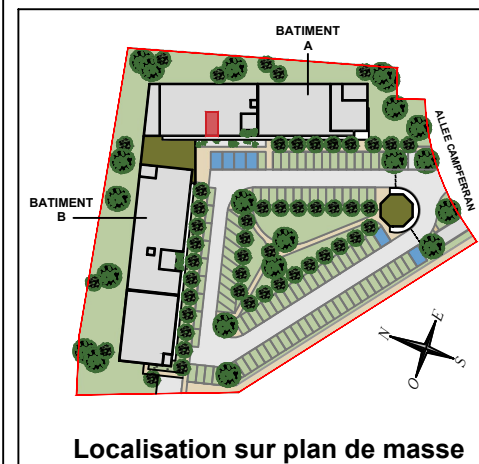 BATIMENT
A
ALLEE CAMPFERRAN
BATIMENT
B
N
E
O
S
Localisation sur plan de masse